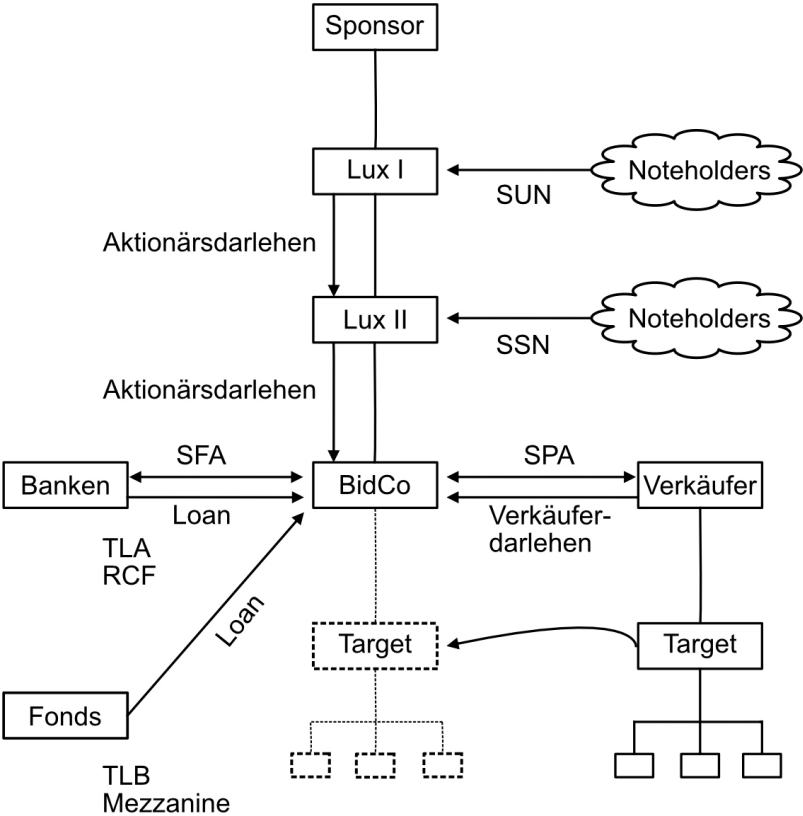 Sponsor
Lux I
Noteholders
SUN
Aktionärsdarlehen
Lux II
Noteholders
SSN
Aktionärsdarlehen
SFA
SPA
Banken
BidCo
Verkäufer
Loan
Verkäufer-
darlehen
TLA
RCF
Loan
Target
Target
Fonds
TLB
Mezzanine